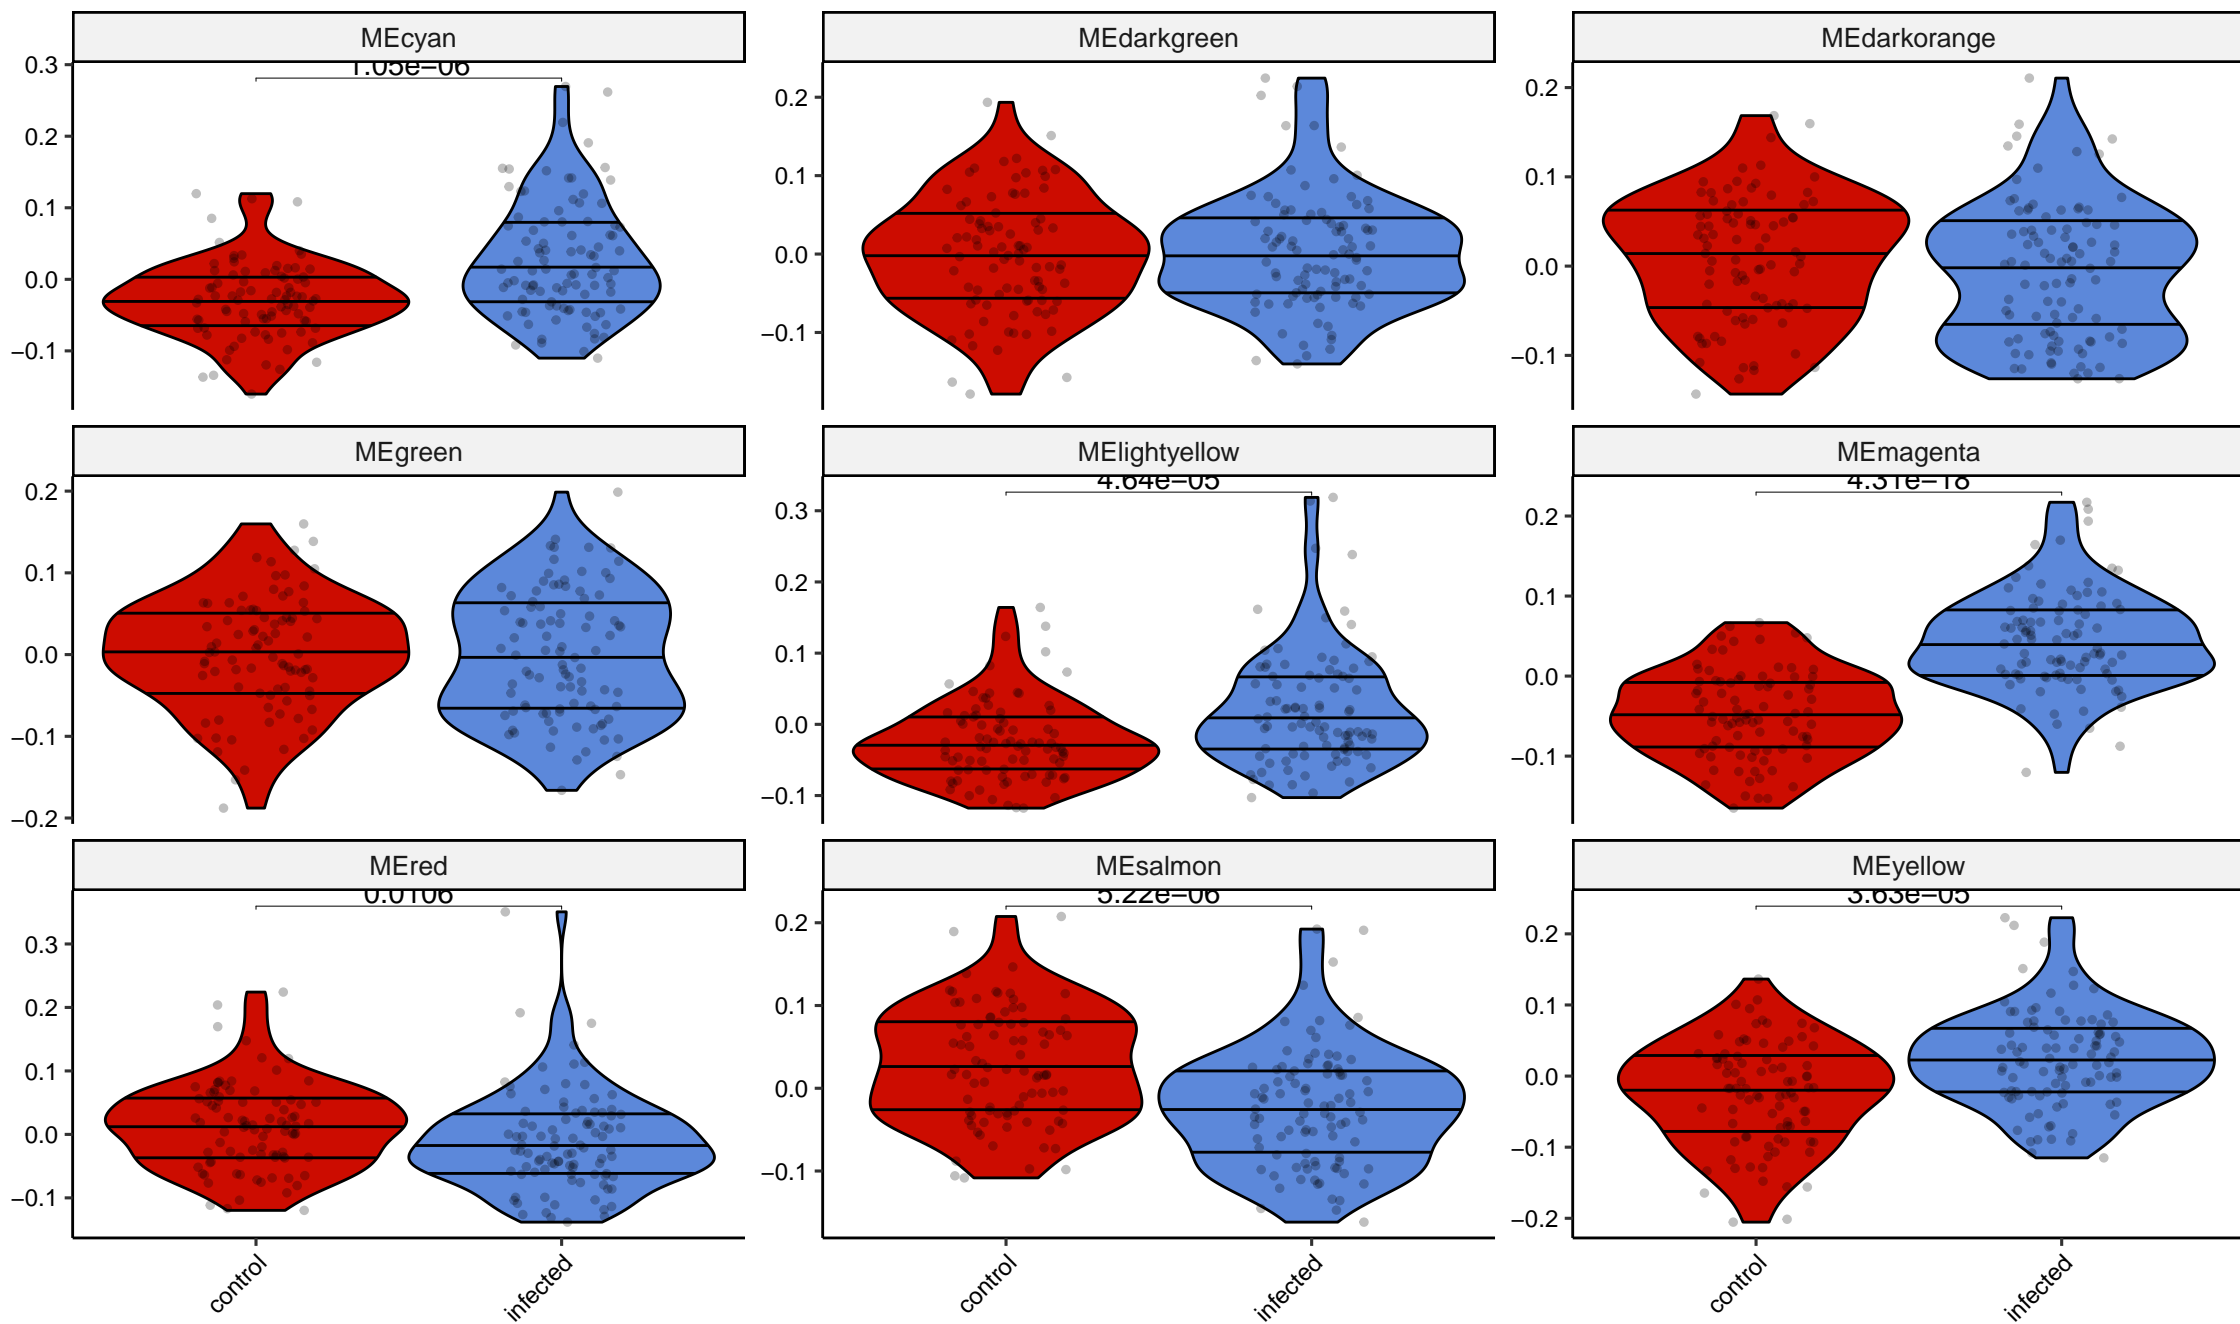 MEcyan
MEdarkgreen
MEdarkorange
1.05e−06
0.3
0.2
0.1
0.0
−0.1
0.2
0.1
0.0
−0.1
0.2
0.1
0.0
−0.1
MEgreen
MElightyellow
MEmagenta
4.64e−05
4.31e−18
0.2
0.1
0.0
−0.1
−0.2
0.3
0.2
0.1
0.0
−0.1
0.2
0.1
0.0
−0.1
MEred
MEsalmon
MEyellow
0.0106
5.22e−06
3.63e−05
0.3
0.2
0.1
0.0
−0.1
0.2
0.1
0.0
−0.1
0.2
0.1
0.0
−0.1
−0.2
control
infected
control
infected
control
infected